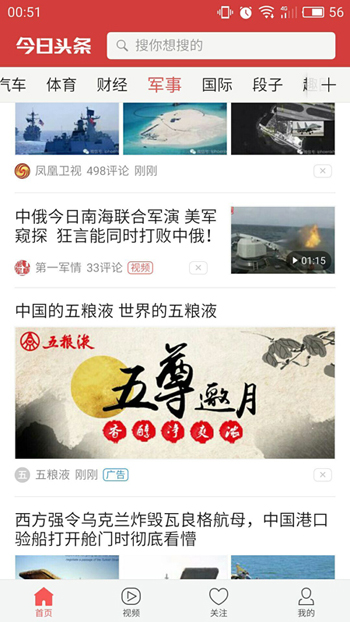 00:51
4G
56
今日头条
搜你想搜的
汽车 体育 财经 军事 国际 段子 趣
凤凰卫视 498评论 刚刚
中俄今日南海联合军演 美军
窥探 狂言能同时打败中俄！
01:15
第一军情 33评论 视频
中国的五粮液 世界的五粮液
五粮液
五尊邀月
香醇净爽浓
五 五粮液 刚刚 广告
西方强令乌克兰炸毁瓦良格航母，中国港口
验船打开舱门时彻底看懵
首页 视频 关注 我的